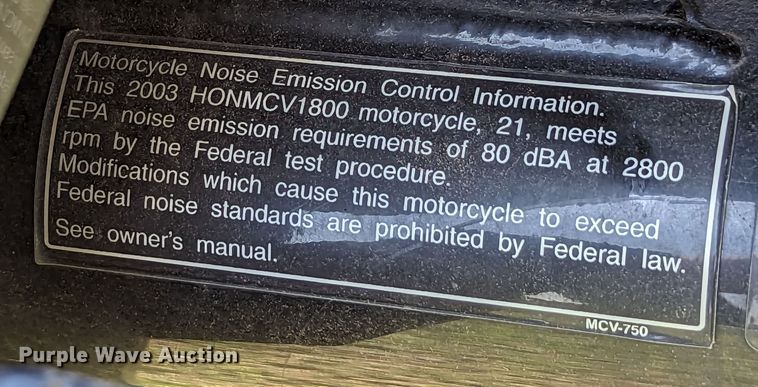 Motorcycle Noise Emission Control Information.
This 2003 HONMCV1800 motorcycle, 21, meets
EPA noise emission requirements of 80 dBA at 2800
rpm by the Federal test procedure.
Modifications which cause this motorcycle to exceed
Federal noise standards are prohibited by Federal law.
See owner's manual.
MCV-750
Purple Wave Auction